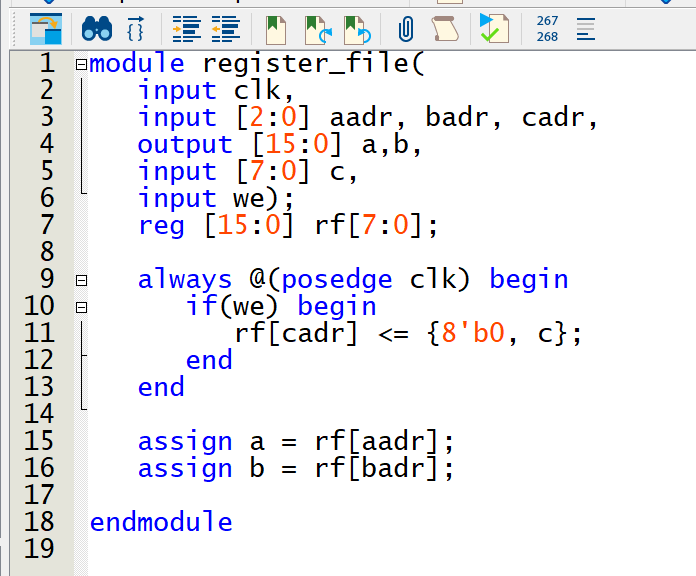 267
268
1 module register_file(
2 input clk,
3 input [2:0] aadr, badr, cadr,
4 output [15:0] a,b,
5 input [7:0] c,
6 input we);
7 reg [15:0] rf[7:0];
8
9 always @(posedge clk) begin
10 if(we) begin
11 rf[cadr] <= {8'b0, c};
12 end
13 end
14
15 assign a = rf[aadr];
16 assign b = rf[badr];
17
18 endmodule
19